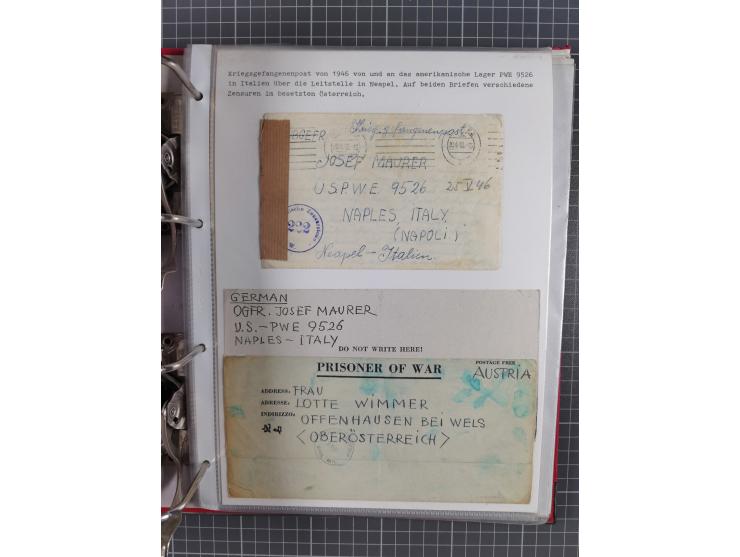 Kriegsgefangenenpost von 1946 von und an das amerikanische Lager PWE 9526
in Italien über die Leitstelle in Neapel. Auf beiden Briefen verschiedene
Zensuren im besetzten Österreich.
OBGEFR
JOSEF MAURER
U.S.P.W.E 9526
25 V 46
NAPLES, ITALY,
(NAPOLI)
Neapel - Italien.
292
GERMAN
OGFR. JOSEF MAURER
U.S.-PWE 9526
NAPLES - ITALY
DO NOT WRITE HERE!
PRISONER OF WAR
POSTAGE FREE
AUSTRIA
ADDRESS: FRAU
ADRESSE: LOTTE WIMMER
INDIRIZZO: OFFENHAUSEN BEI WELS
<OBERÖSTERREICH>